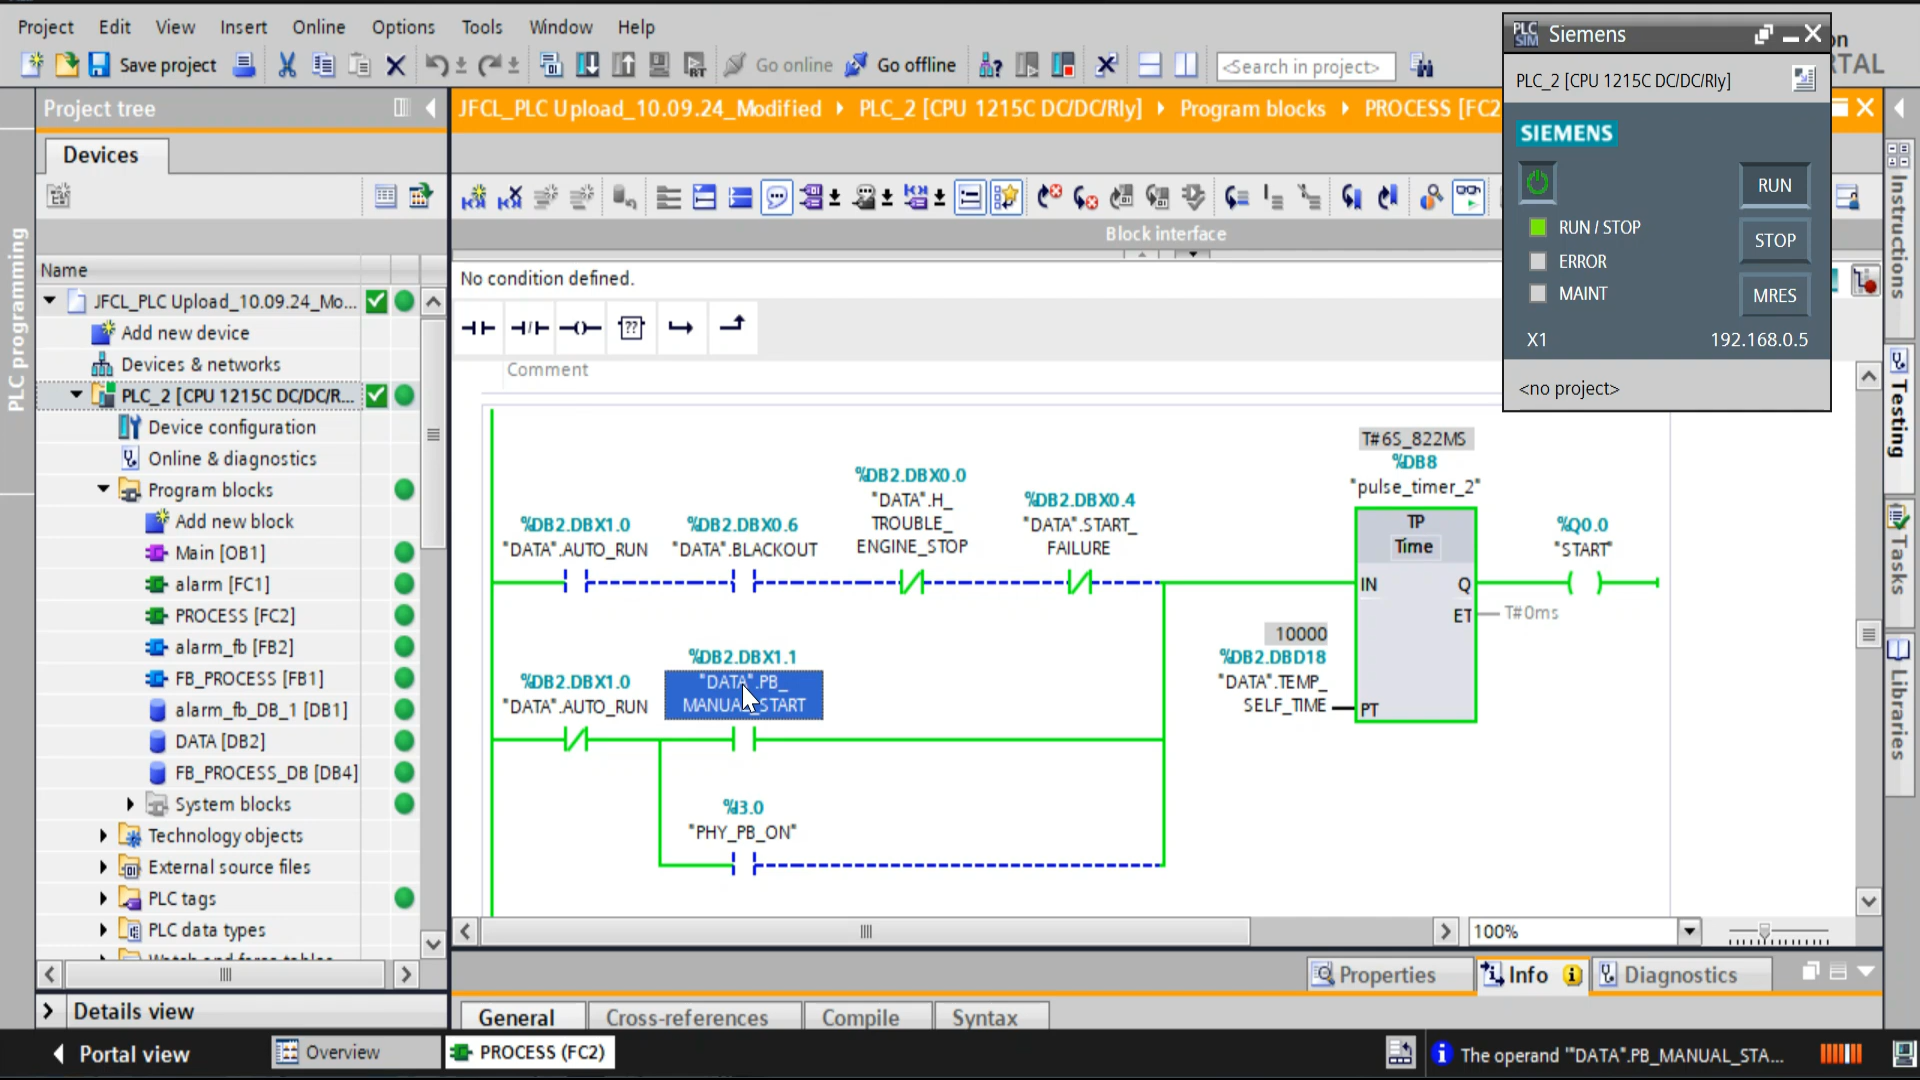 Project Edit View Insert Online Options Tools Window Help
Save project
Go online
Go offline
<Search in project>
on
RTAL
Project tree
Devices
Name
JFCL_PLC Upload_10.09.24_Mo...
Add new device
Devices & networks
PLC_2 [CPU 1215C DC/DC/R...
Device configuration
Online & diagnostics
Program blocks
Add new block
Main [OB1]
alarm [FC1]
PROCESS [FC2]
alarm_fb [FB2]
FB_PROCESS [FB1]
alarm_fb_DB_1 [DB1]
DATA [DB2]
FB_PROCESS_DB [DB4]
System blocks
Technology objects
External source files
PLC tags
PLC data types
Details view
PLC programming
JFCL_PLC Upload_10.09.24_Modified PLC_2 [CPU 1215C DC/DC/Rly] Program blocks PROCESS [FC2
Block interface
No condition defined.
??
Comment
%DB2.DBX1.0
"DATA".AUTO_RUN
%DB2.DBX0.6
"DATA".BLACKOUT
%DB2.DBX0.0
"DATA".H_
TROUBLE_
ENGINE_STOP
%DB2.DBX0.4
"DATA".START_
FAILURE
T#6S_822MS
%DB8
"pulse_timer_2"
TP
Time
IN Q
ET
PT
T#0ms
%Q0.0
"START"
10000
%DB2.DBD18
"DATA".TEMP_
SELF_TIME
%DB2.DBX1.0
"DATA".AUTO_RUN
%DB2.DBX1.1
"DATA".PB_
MANUAL_START
%I3.0
"PHY_PB_ON"
100%
Properties
Info
Diagnostics
General
Cross-references
Compile
Syntax
Portal view
Overview
PROCESS (FC2)
The operand '"DATA".PB_MANUAL_STA...
PLC
SIM
Siemens
PLC_2 [CPU 1215C DC/DC/Rly]
SIEMENS
RUN
RUN / STOP
STOP
ERROR
MAINT
MRES
X1
192.168.0.5
<no project>
Instructions
Testing
Tasks
Libraries